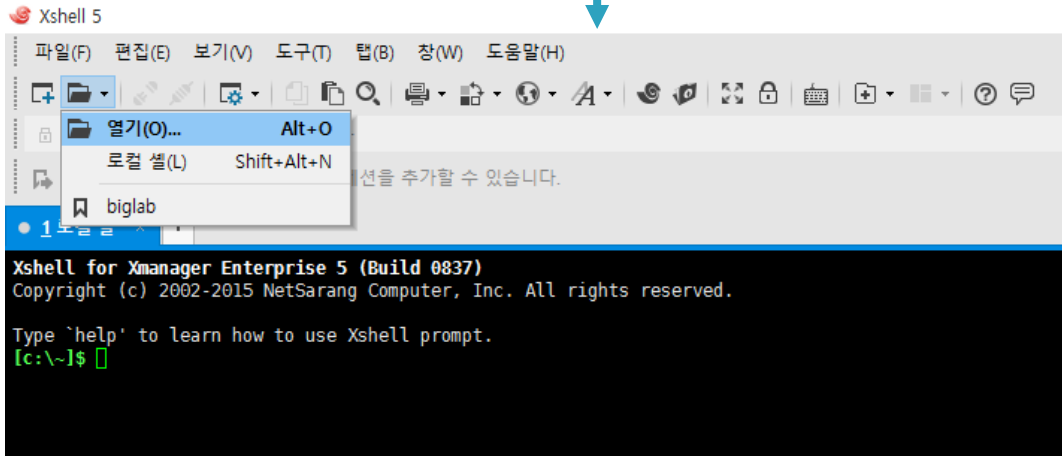 Xshell 5
파일(F) 편집(E) 보기(V) 도구(T) 탭(B) 창(W) 도움말(H)
열기(O)... Alt+O
로컬 셸(L) Shift+Alt+N
션을 추가할 수 있습니다.
biglab
1 로컬 셸
Xshell for Xmanager Enterprise 5 (Build 0837)
Copyright (c) 2002-2015 NetSarang Computer, Inc. All rights reserved.
Type `help' to learn how to use Xshell prompt.
[c:\~]$